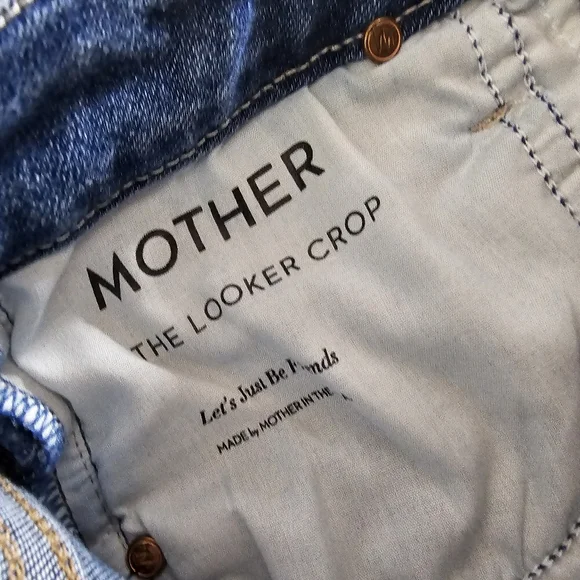 MOTHER
THE LOOKER CROP
Let's Just Be
MADE by MOTHER IN THE